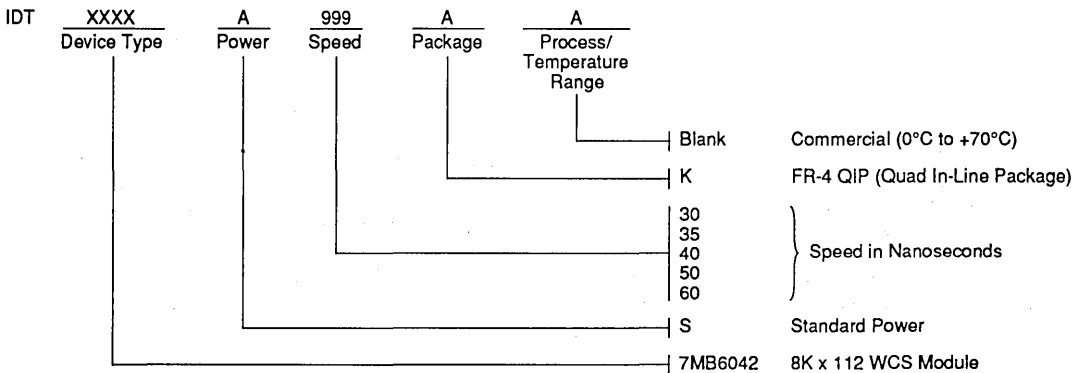 IDT XXXX A 999 A A
Device Type Power Speed Package Process/
Temperature
Range
Blank Commercial (0°C to +70°C)
K FR-4 QIP (Quad In-Line Package)
30
35
40 Speed in Nanoseconds
50
60
S Standard Power
7MB6042 8K x 112 WCS Module